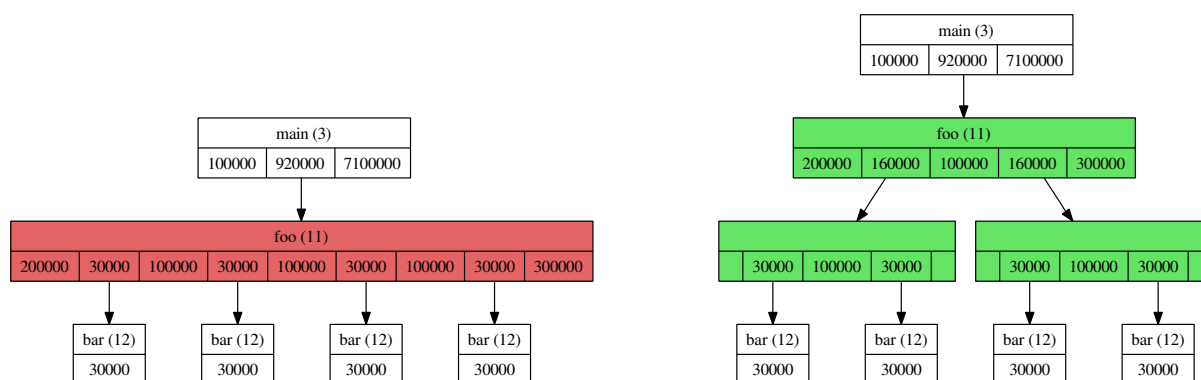 main (3)
100000 920000 7100000
foo (11)
200000 30000 100000 30000 100000 30000 100000 30000 300000
bar (12) bar (12) bar (12) bar (12)
30000 30000 30000 30000
main (3)
100000 920000 7100000
foo (11)
200000 160000 100000 160000 300000
30000 100000 30000 30000 100000 30000
bar (12) bar (12) bar (12) bar (12)
30000 30000 30000 30000